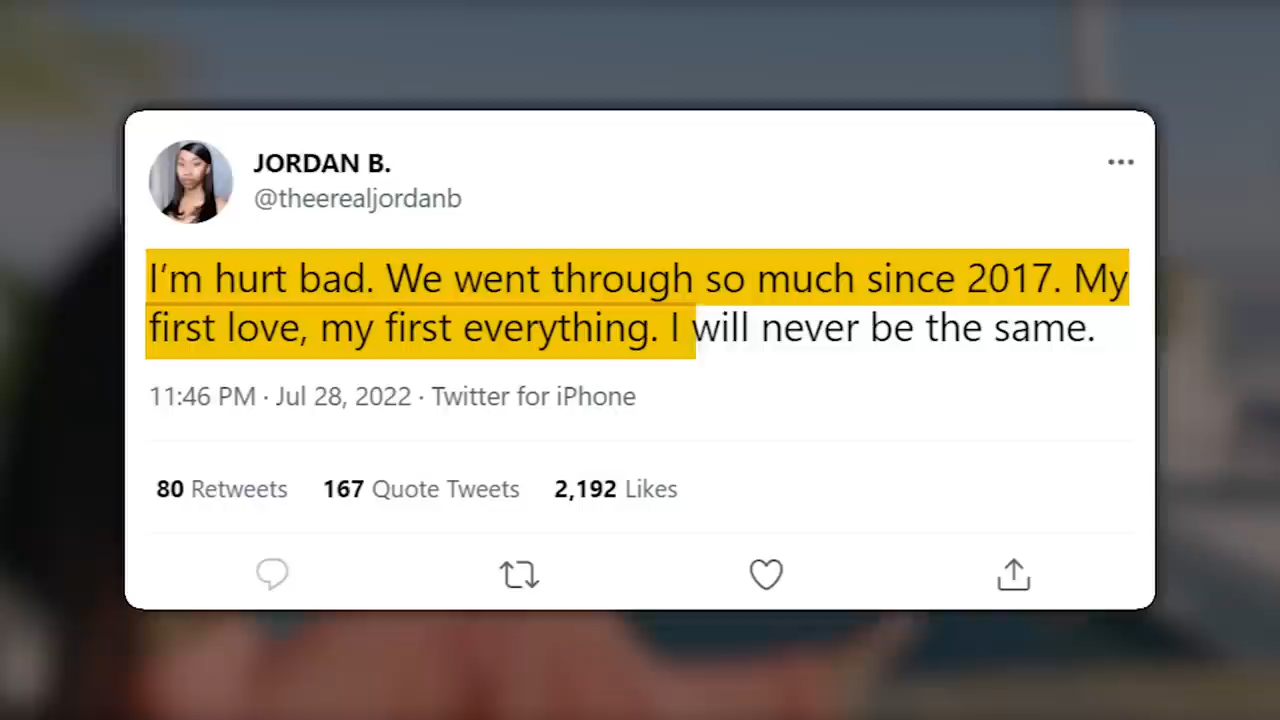 JORDAN B.
@theerealjordanb
I'm hurt bad. We went through so much since 2017. My
first love, my first everything. I will never be the same.
11:46 PM · Jul 28, 2022 · Twitter for iPhone
80 Retweets 167 Quote Tweets 2,192 Likes